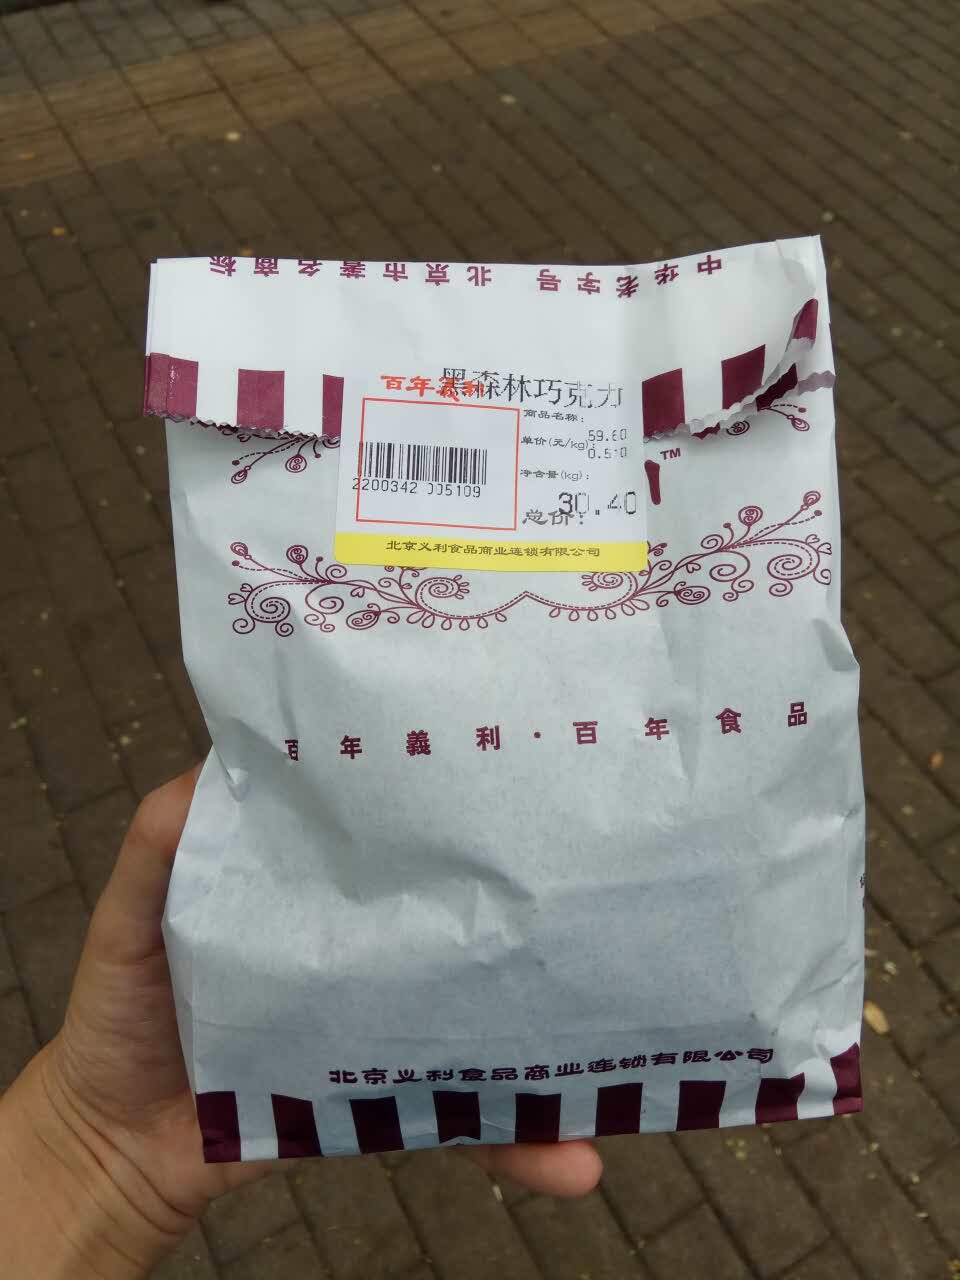 中华老字号 北京市著名商标
百年義利
黑森林巧克力
商品名称:
单价(元/kg): 59.60
0.510
净含量(kg):
2200342 005109
30.40
总价:
北京义利食品商业连锁有限公司
TM
百年義利·百年食品
北京义利食品商业连锁有限公司